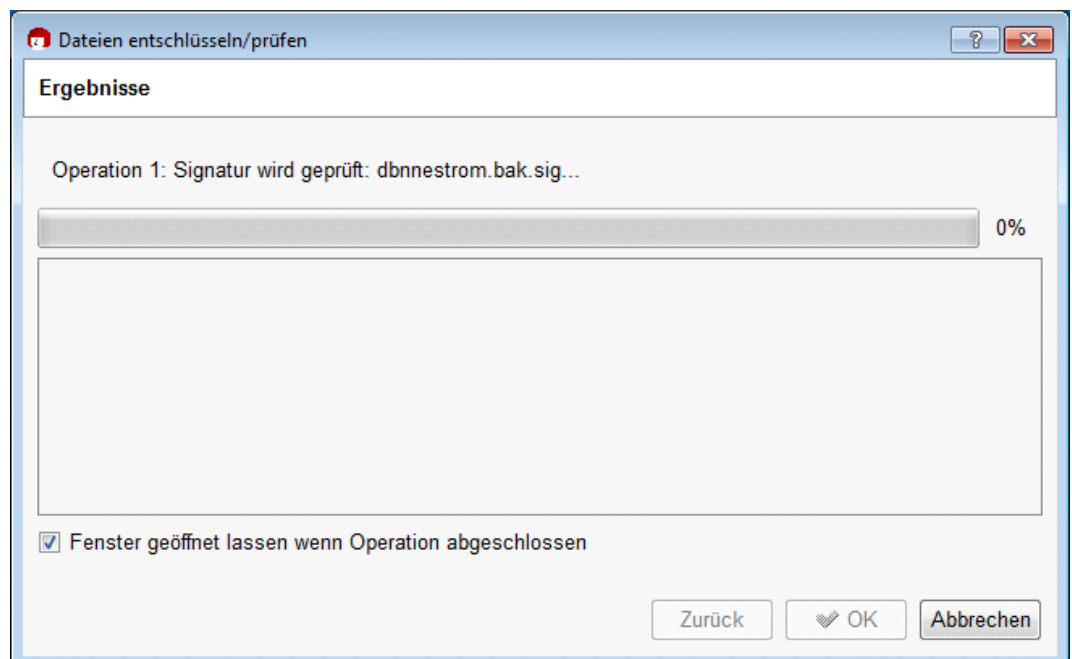 Dateien entschlüsseln/prüfen
Ergebnisse
Operation 1: Signatur wird geprüft: dbnnestrom.bak.sig...
0%
Fenster geöffnet lassen wenn Operation abgeschlossen
Zurück OK Abbrechen